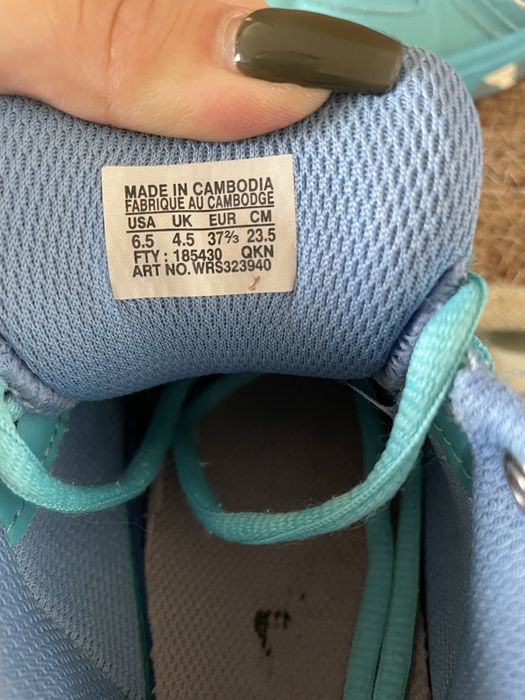 MADE IN CAMBODIA
FABRIQUE AU CAMBODGE
USA UK EUR CM
6.5 4.5 37⅔ 23.5
FTY : 185430 QKN
ART NO. WRS323940